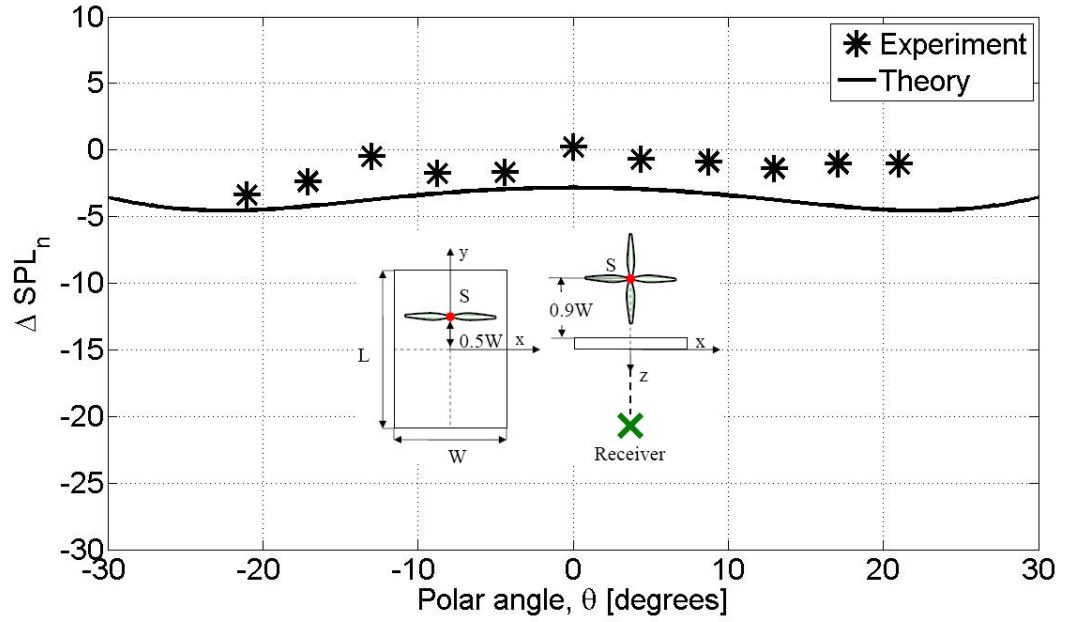 10
5
0
-5
-10
-15
-20
-25
-30
Δ SPLn
Experiment
Theory
y
S
0.5W
x
L
W
S
0.9W
x
z
Receiver
-30 -20 -10 0 10 20 30
Polar angle, θ [degrees]